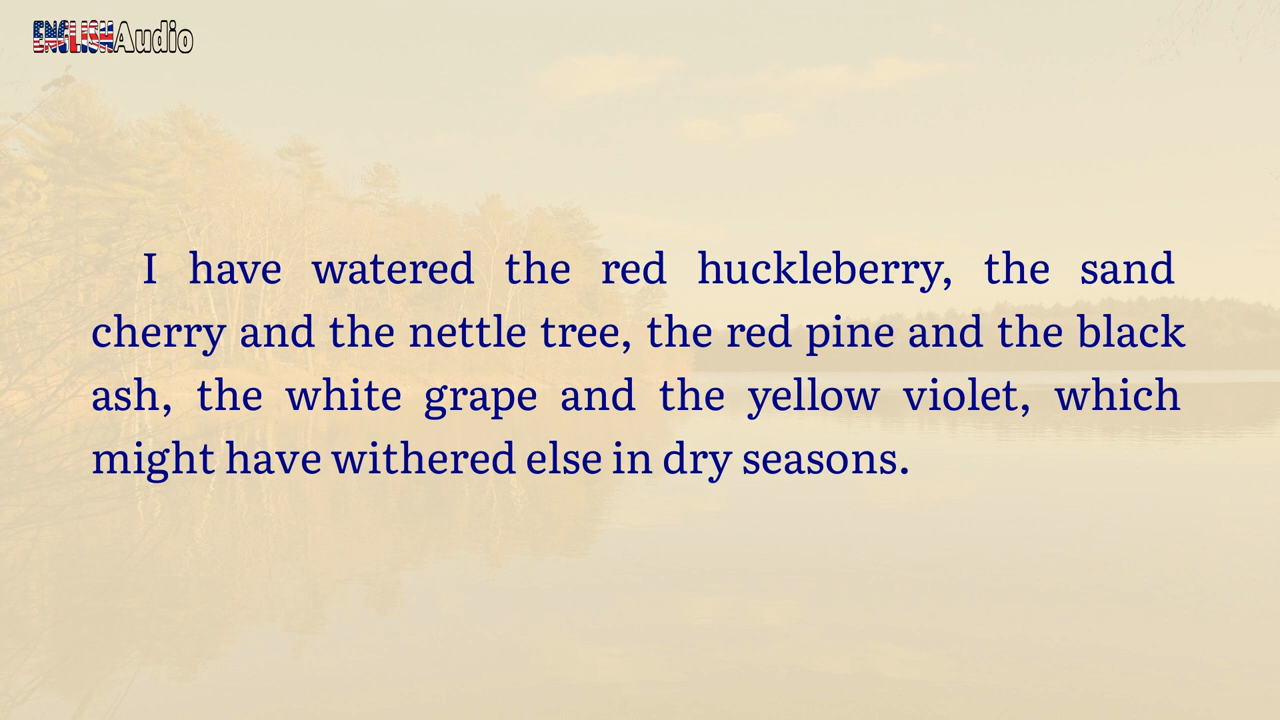 ENGLISHAudio
I have watered the red huckleberry, the sand
cherry and the nettle tree, the red pine and the black
ash, the white grape and the yellow violet, which
might have withered else in dry seasons.